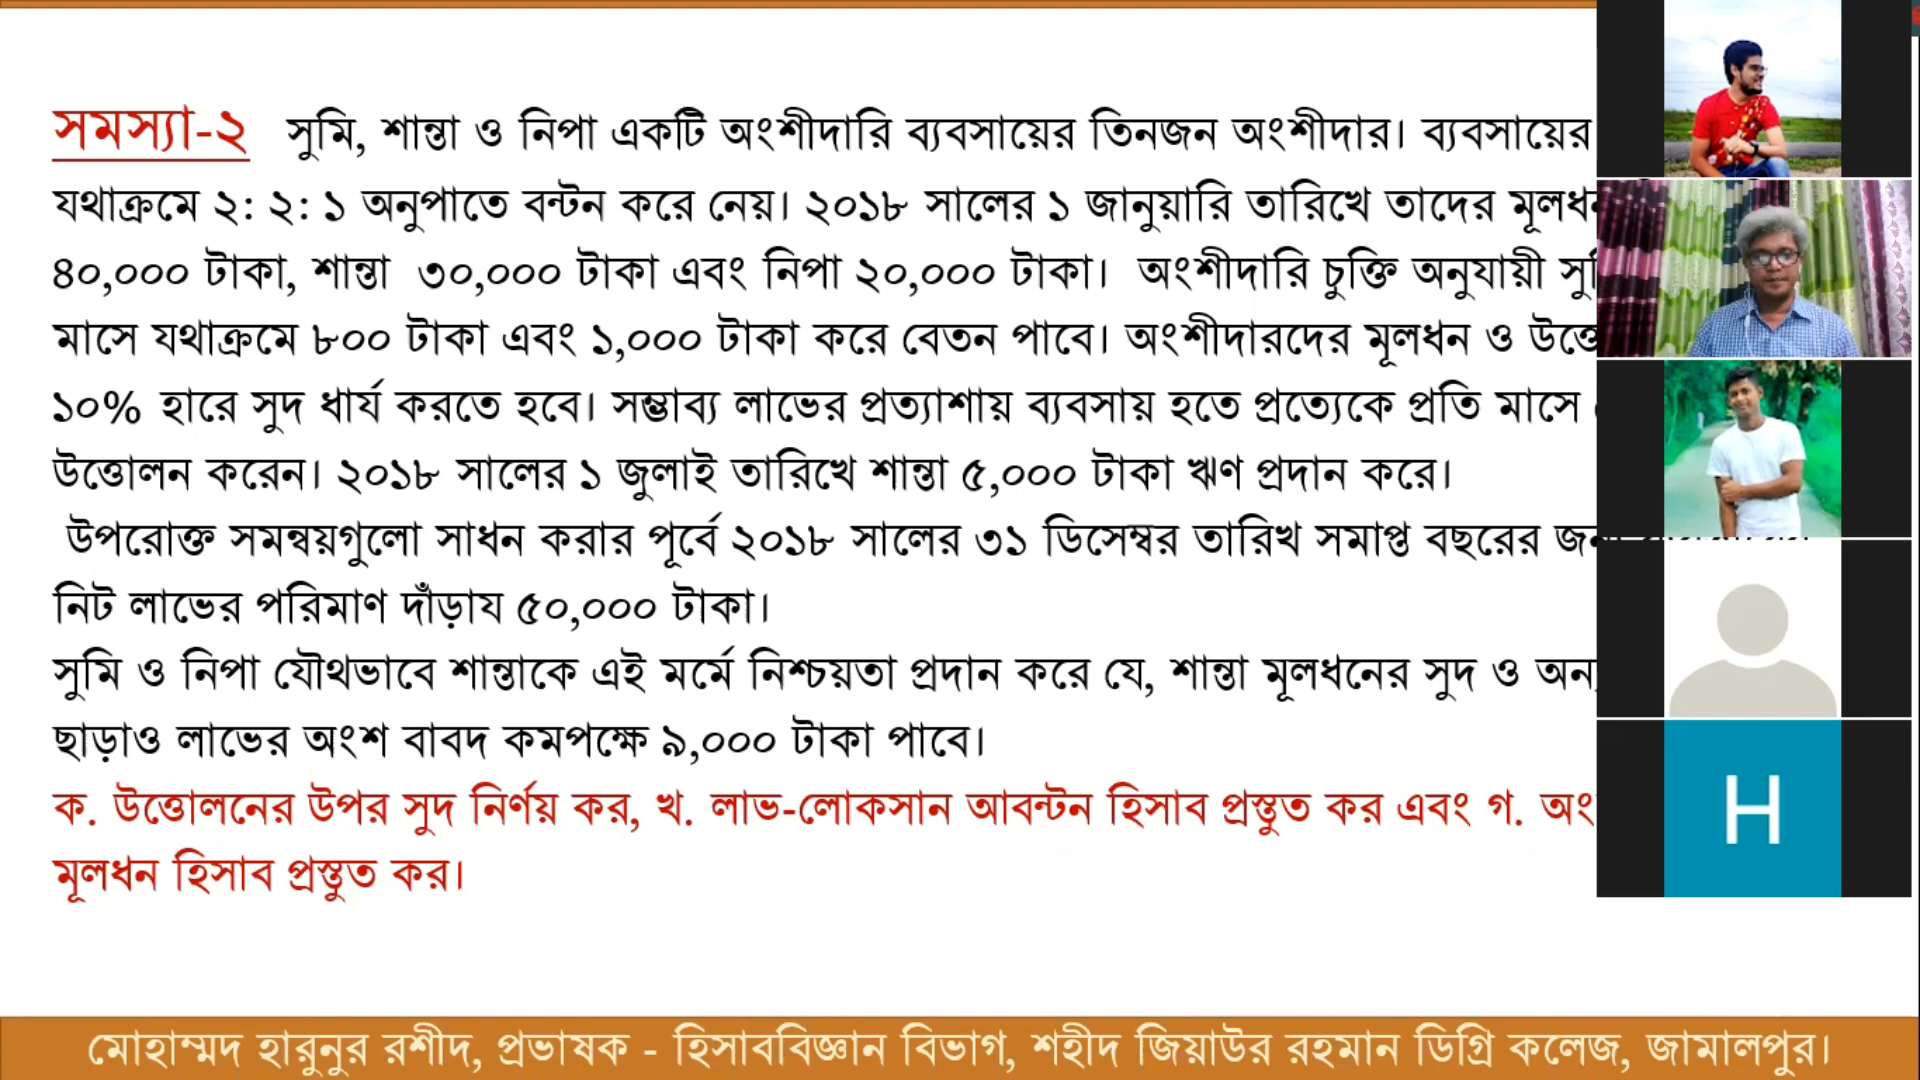 সমস্যা-২ সুমি, শান্তা ও নিপা একটি অংশীদারি ব্যবসায়ের তিনজন অংশীদার। ব্যবসায়ের
যথাক্রমে ২: ২: ১ অনুপাতে বন্টন করে নেয়। ২০১৮ সালের ১ জানুয়ারি তারিখে তাদের মূলধন
৪০,০০০ টাকা, শান্তা ৩০,০০০ টাকা এবং নিপা ২০,০০০ টাকা। অংশীদারি চুক্তি অনুযায়ী
মাসে যথাক্রমে ৮০০ টাকা এবং ১,০০০ টাকা করে বেতন পাবে। অংশীদারদের মূলধন ও
১০% হারে সুদ ধার্য করতে হবে। সম্ভাব্য লাভের প্রত্যাশায় ব্যবসায় হতে প্রত্যেকে প্রতি মাসে
উত্তোলন করেন। ২০১৮ সালের ১ জুলাই তারিখে শান্তা ৫,০০০ টাকা ঋণ প্রদান করে।
উপরোক্ত সমন্বয়গুলো সাধন করার পূর্বে ২০১৮ সালের ৩১ ডিসেম্বর তারিখ সমাপ্ত বছরের
নিট লাভের পরিমাণ দাঁড়ায ৫০,০০০ টাকা।
সুমি ও নিপা যৌথভাবে শান্তাকে এই মর্মে নিশ্চয়তা প্রদান করে যে, শান্তা মূলধনের সুদ ও
ছাড়াও লাভের অংশ বাবদ কমপক্ষে ৯,০০০ টাকা পাবে।
ক. উত্তোলনের উপর সুদ নির্ণয় কর, খ. লাভ-লোকসান আবন্টন হিসাব প্রস্তুত কর এবং গ.
মূলধন হিসাব প্রস্তুত কর।
H
মোহাম্মদ হারুনুর রশীদ, প্রভাষক - হিসাববিজ্ঞান বিভাগ, শহীদ জিয়াউর রহমান ডিগ্রি কলেজ, জামালপুর।